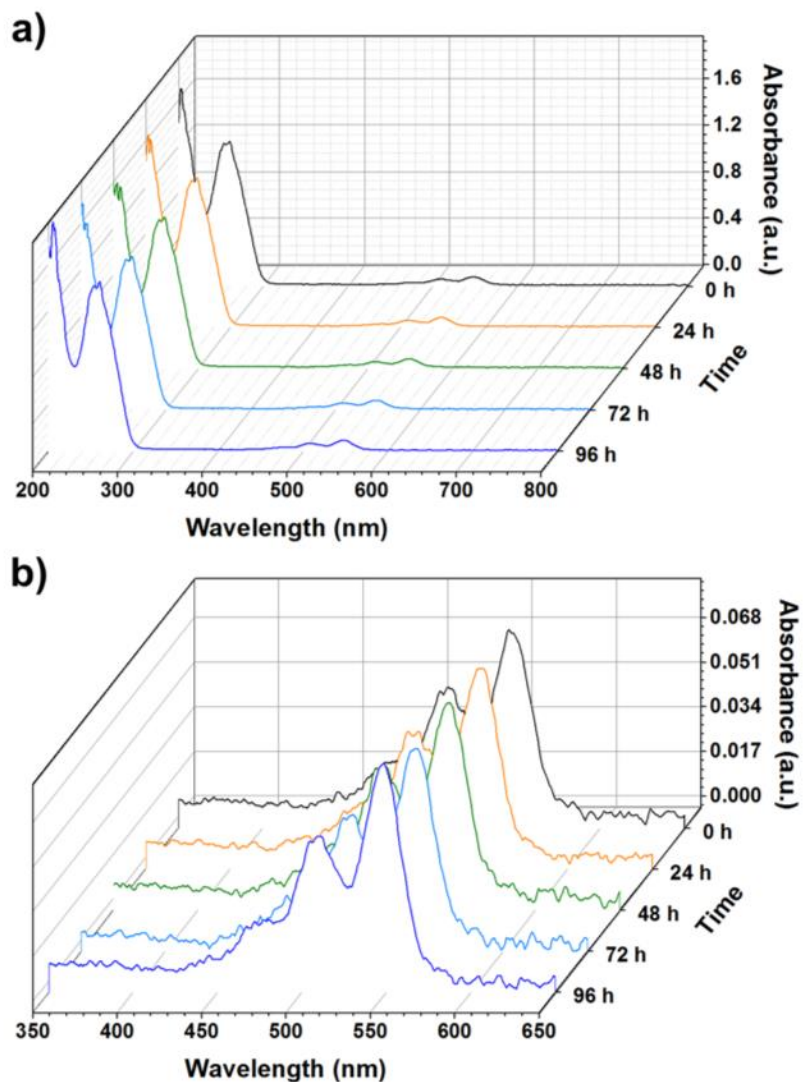 a)
Absorbance (a.u.)
1.6
1.2
0.8
0.4
0.0
0 h
24 h
48 h
72 h
96 h
Time
200 300 400 500 600 700 800
Wavelength (nm)
b)
Absorbance (a.u.)
0.068
0.051
0.034
0.017
0.000
0 h
24 h
48 h
72 h
96 h
Time
350 400 450 500 550 600 650
Wavelength (nm)